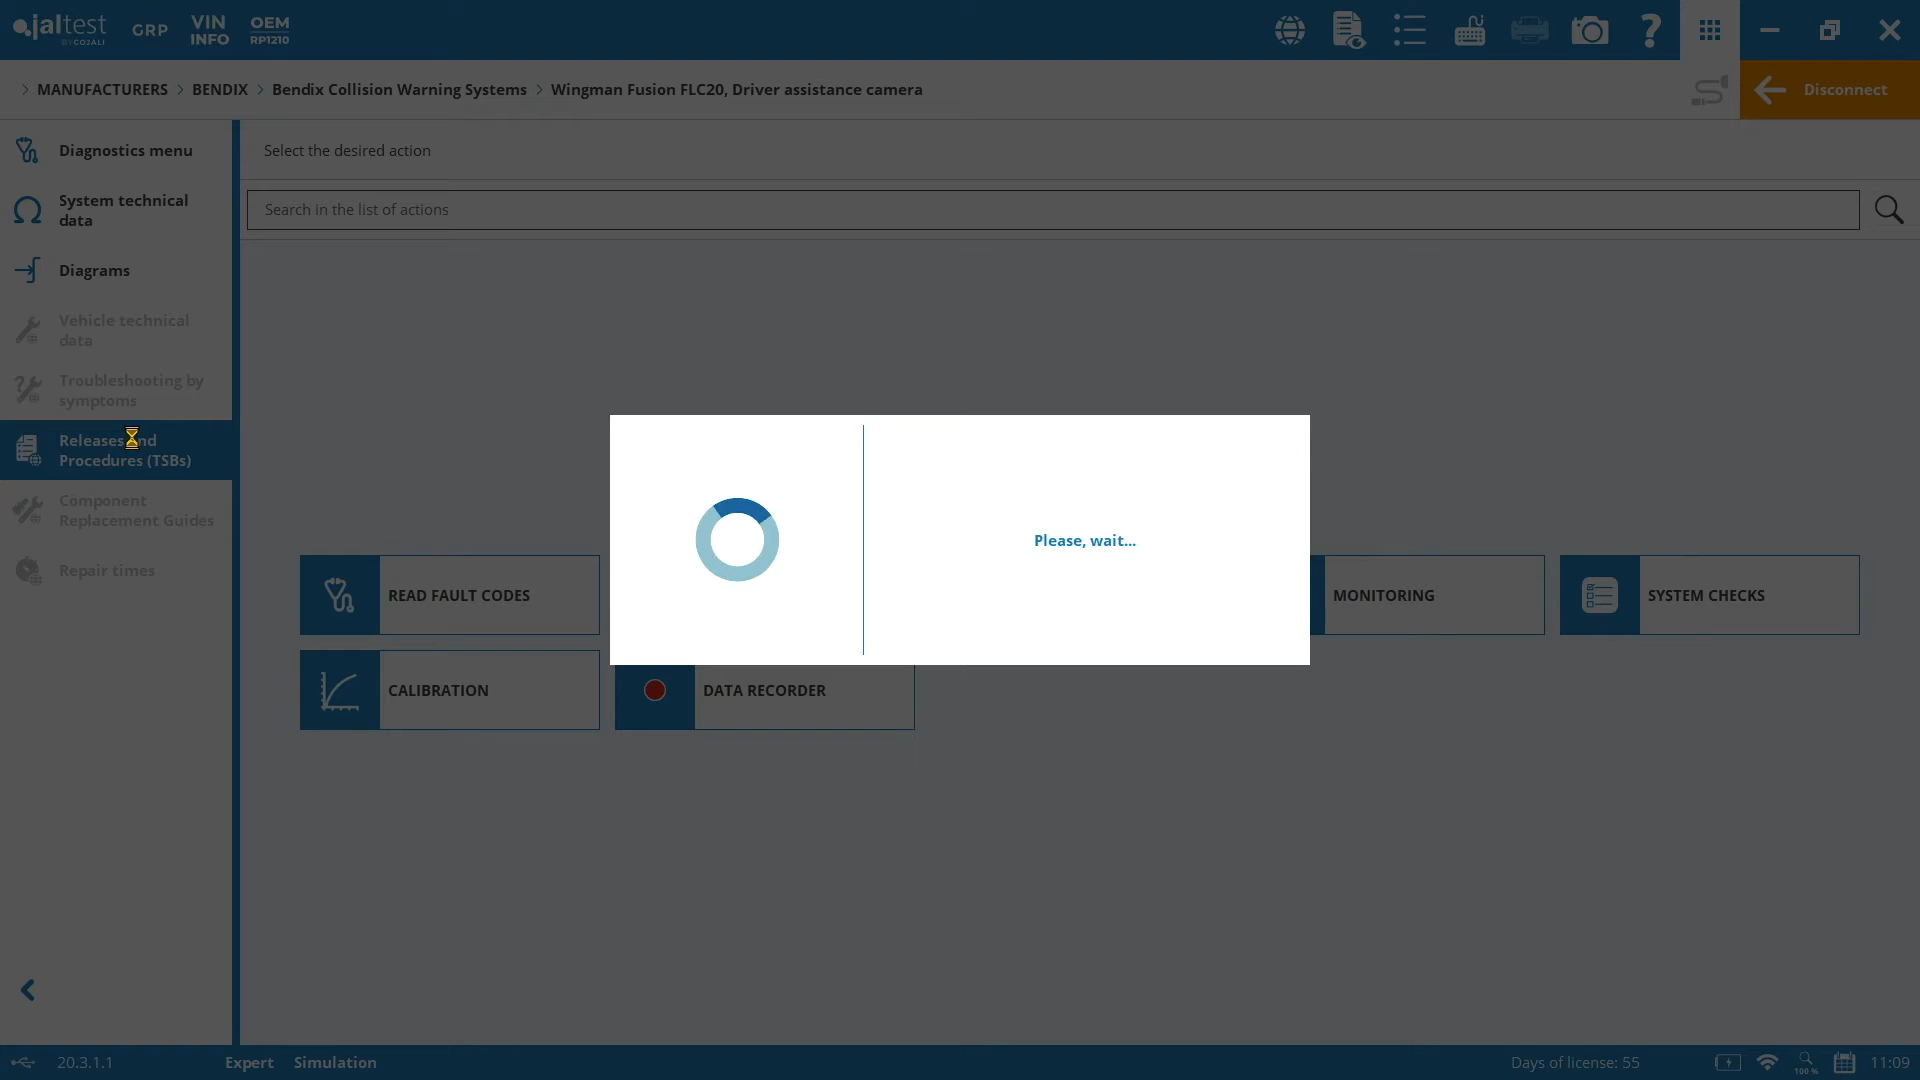 jaltest
BY COJALI
GRP
VIN
INFO
OEM
RP1210
MANUFACTURERS > BENDIX > Bendix Collision Warning Systems > Wingman Fusion FLC20, Driver assistance camera
Disconnect
Diagnostics menu
System technical
data
Diagrams
Vehicle technical
data
Troubleshooting by
symptoms
Releases and
Procedures (TSBs)
Component
Replacement Guides
Repair times
Select the desired action
Search in the list of actions
Please, wait...
READ FAULT CODES
MONITORING
SYSTEM CHECKS
CALIBRATION
DATA RECORDER
20.3.1.1
Expert
Simulation
Days of license: 55
100 %
11:09